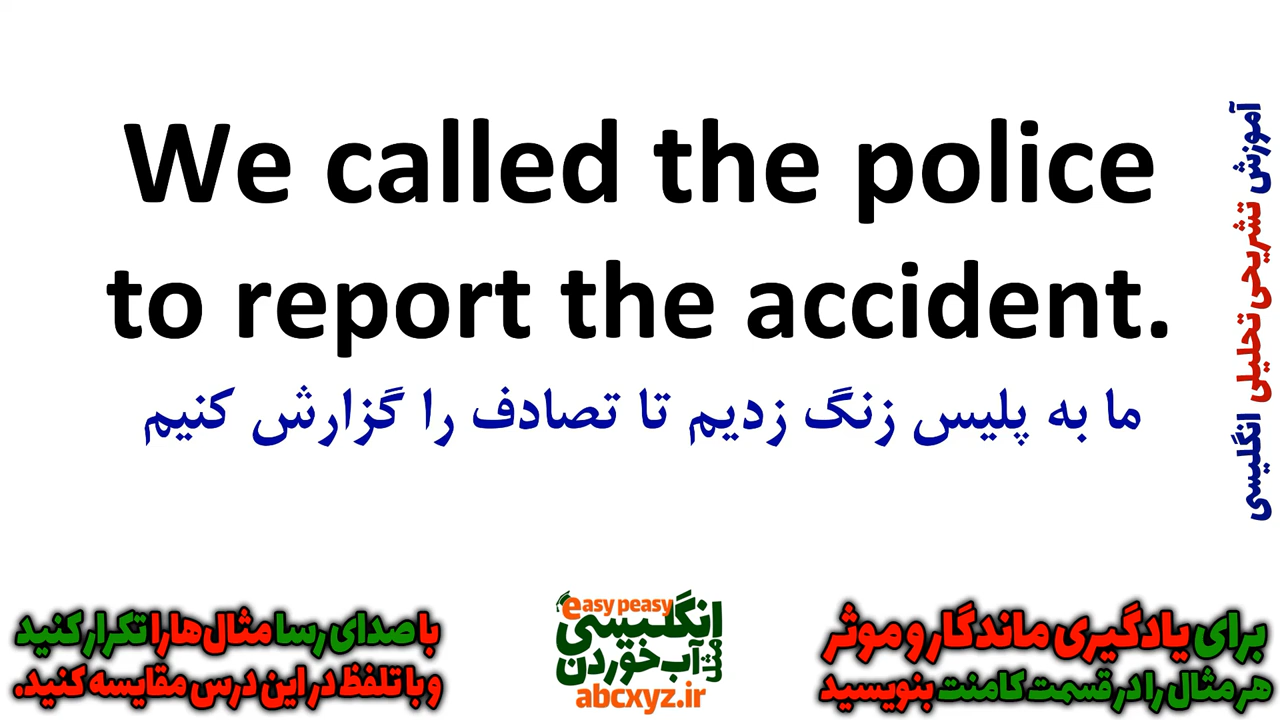 We called the police
to report the accident.
ما به پلیس زنگ زدیم تا تصادف را گزارش کنیم
آموزش تشریحی تحلیلی انگلیسی
برای یادگیری ماندگار و موثر
هر مثال را در قسمت کامنت بنویسید
easy peasy
انگلیسی
مثل آب خوردن
abcxyz.ir
با صدای رسا مثال‌ها را تکرار کنید
و با تلفظ در این درس مقایسه کنید.